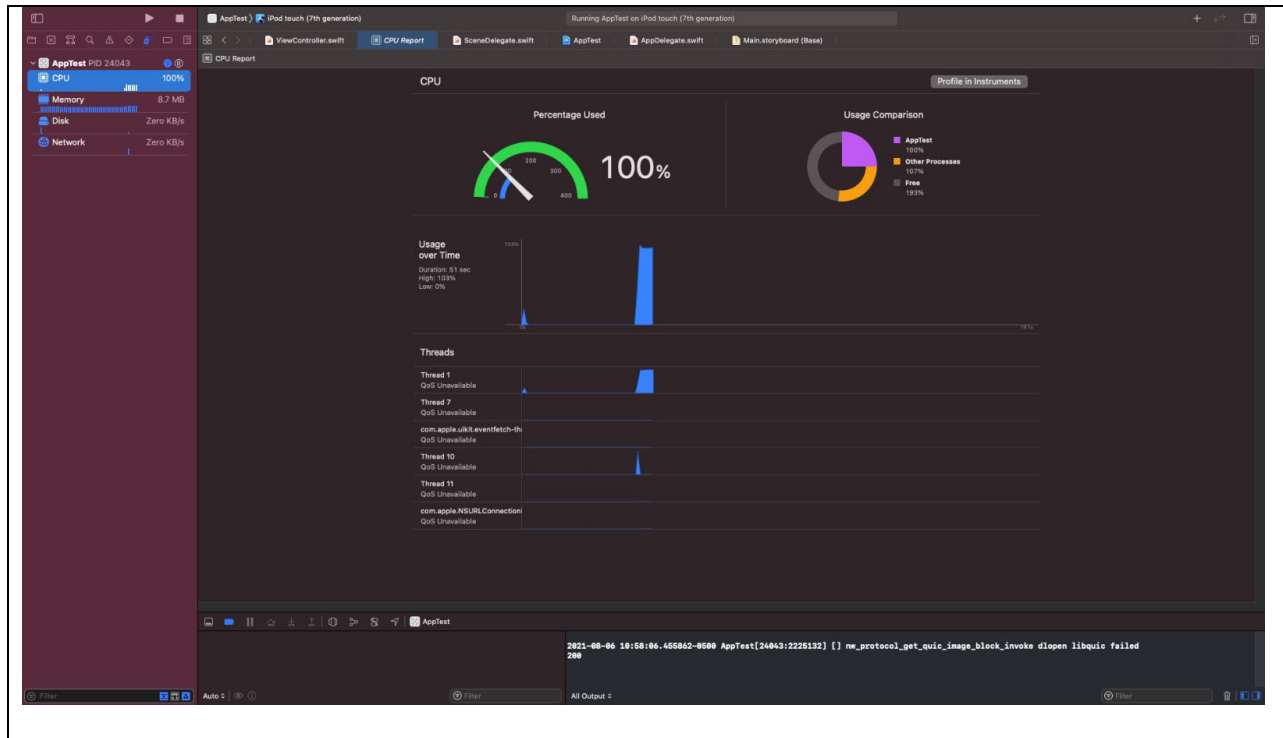 AppTest
iPod touch (7th generation)
Running AppTest on iPod touch (7th generation)
ViewController.swift
CPU Report
SceneDelegate.swift
AppTest
AppDelegate.swift
Main.storyboard (Base)
AppTest PID 24043
CPU 100%
Memory 8.7 MB
Disk Zero KB/s
Network Zero KB/s
CPU Report
CPU
Profile in Instruments
Percentage Used
0
200
300
400
100%
Usage Comparison
AppTest
100%
Other Processes
107%
Free
193%
Usage
over Time
Duration: 51 sec
High: 103%
Low: 0%
103%
0s
Threads
Thread 1
QoS Unavailable
Thread 7
QoS Unavailable
com.apple.uikit.eventfetch-thr
QoS Unavailable
Thread 10
QoS Unavailable
Thread 11
QoS Unavailable
com.apple.NSURLConnection
QoS Unavailable
AppTest
2021-08-06 10:58:06.455862-0500 AppTest[24043:2225132] [] nw_protocol_get_quic_image_block_invoke dlopen libquic failed
200
Filter
Auto
Filter
All Output
Filter